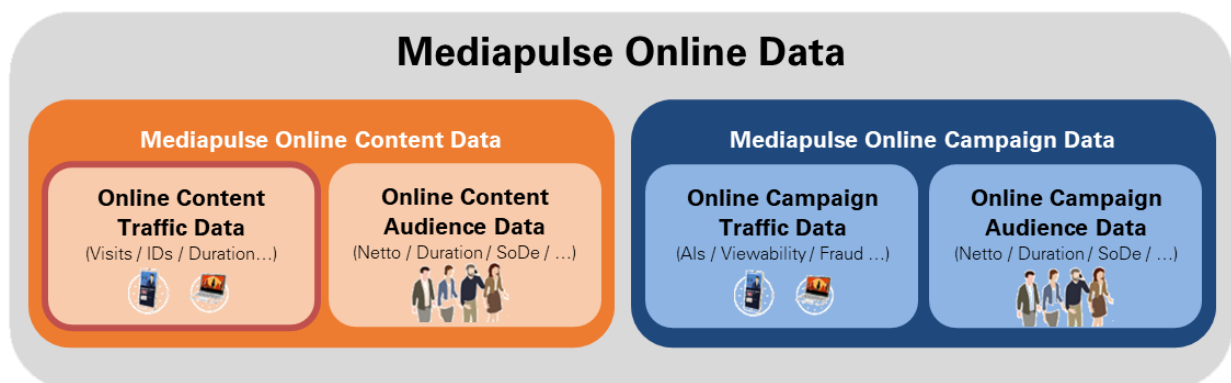 Mediapulse Online Data
Mediapulse Online Content Data
Online Content
Traffic Data
(Visits / IDs / Duration…)
Online Content
Audience Data
(Netto / Duration / SoDe / …)
Mediapulse Online Campaign Data
Online Campaign
Traffic Data
(AIs / Viewability / Fraud …)
Online Campaign
Audience Data
(Netto / Duration / SoDe / …)